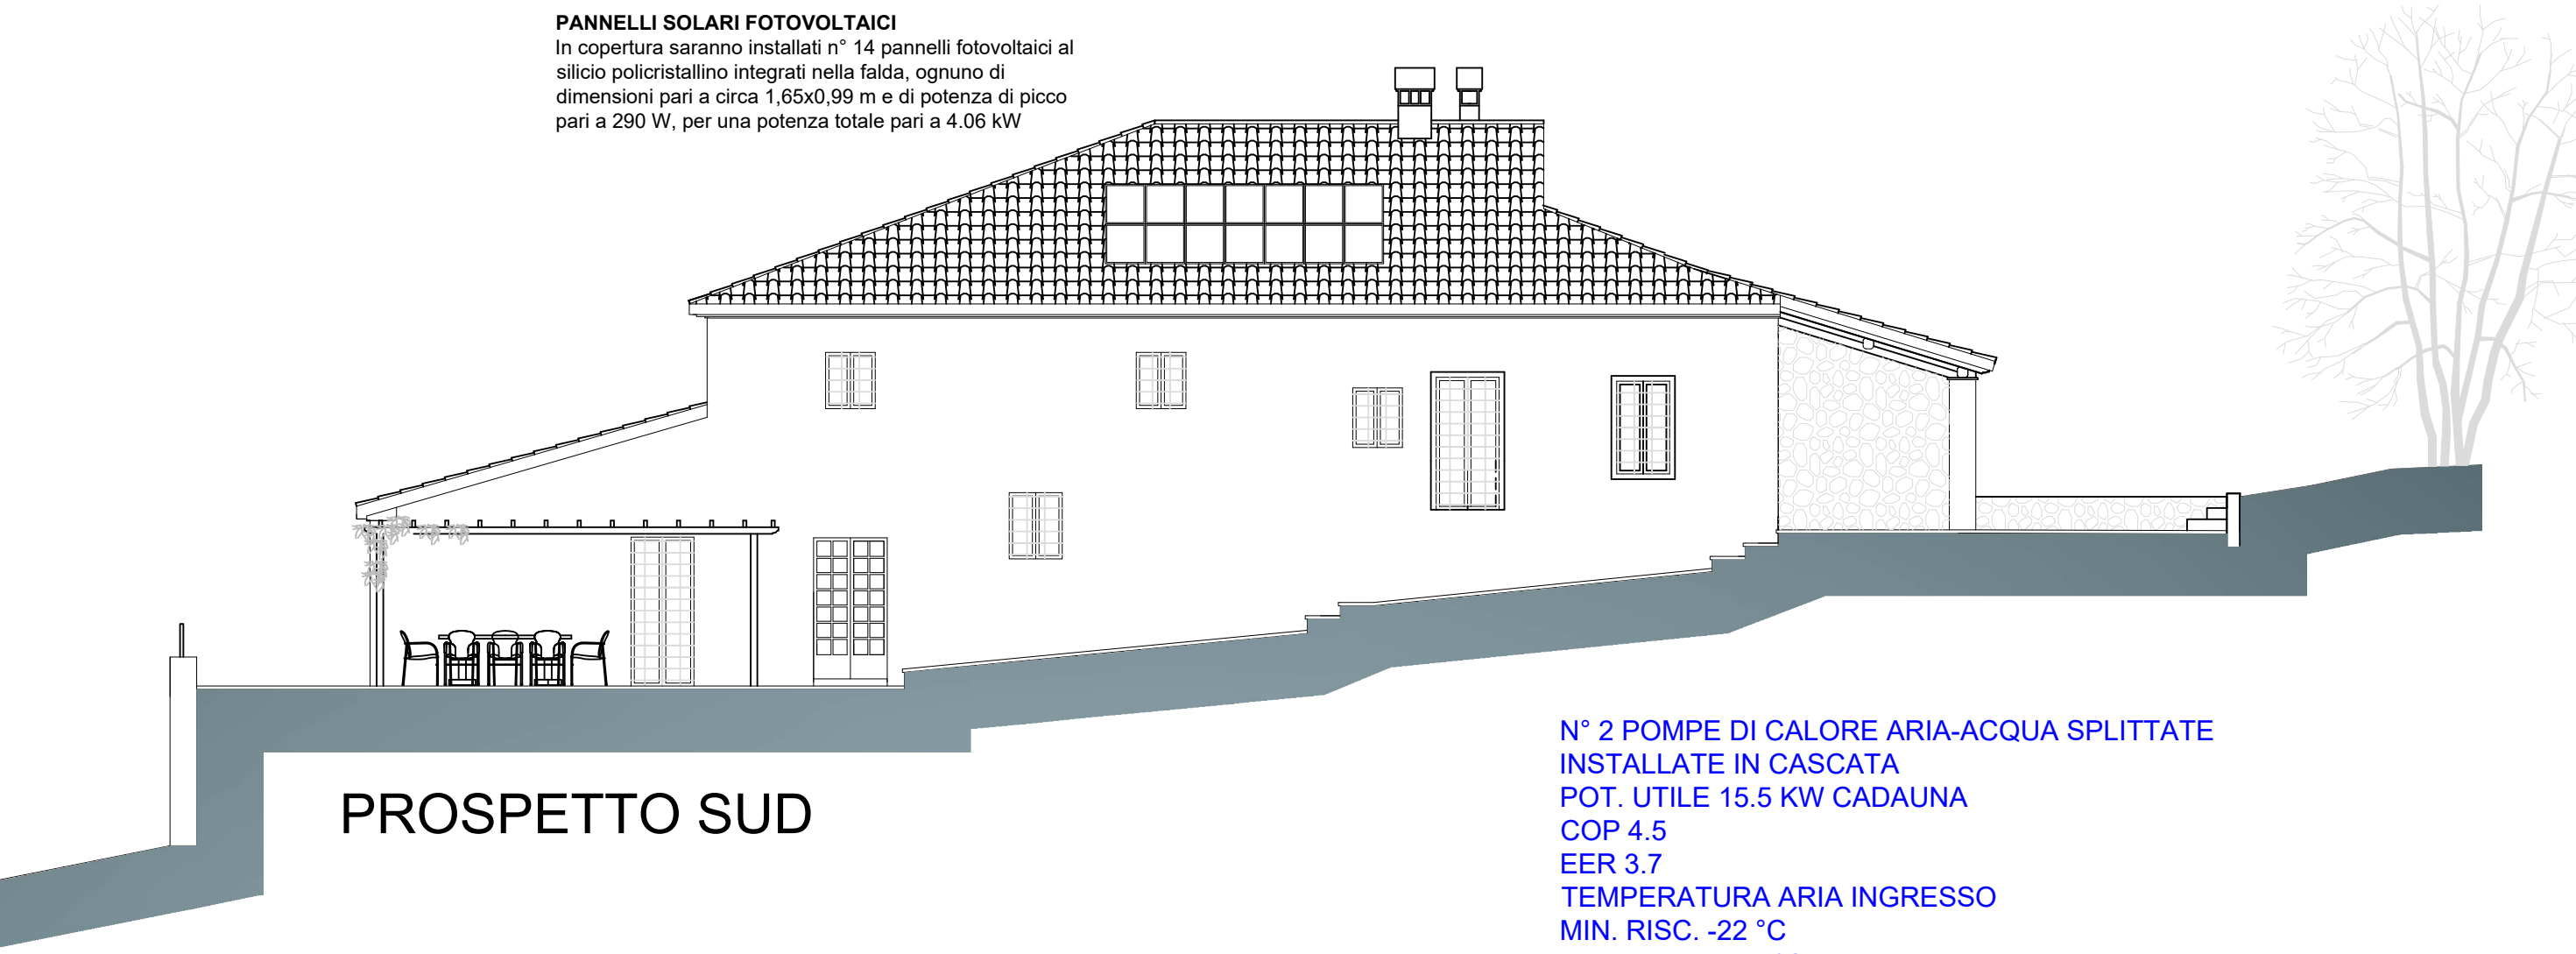 PANNELLI SOLARI FOTOVOLTAICI
In copertura saranno installati n° 14 pannelli fotovoltaici al
silicio policristallino integrati nella falda, ognuno di
dimensioni pari a circa 1,65x0,99 m e di potenza di picco
pari a 290 W, per una potenza totale pari a 4.06 kW
PROSPETTO SUD
N° 2 POMPE DI CALORE ARIA-ACQUA SPLITTATE
INSTALLATE IN CASCATA
POT. UTILE 15.5 KW CADAUNA
COP 4.5
EER 3.7
TEMPERATURA ARIA INGRESSO
MIN. RISC. -22 °C